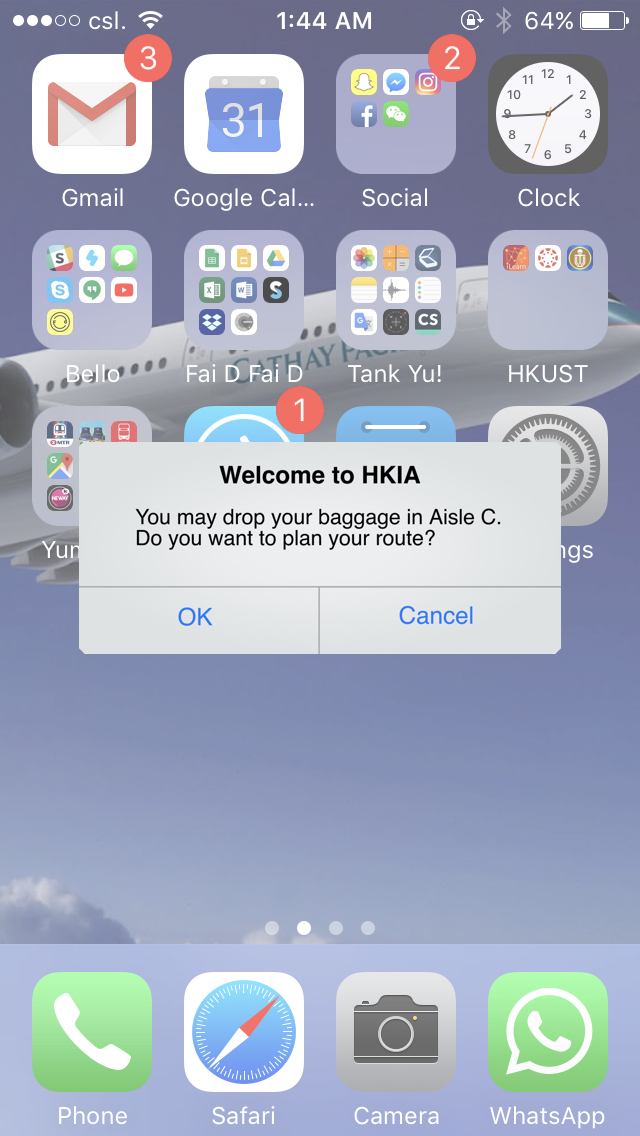 csl. 1:44 AM 64%
3 2
31
Gmail Google Cal... Social Clock
12 1 2 3 4 5 6 7 8 9 10 11
CATHAY PAC
S S CS
iLearn
Bello Fai D Fai D Tank Yu! HKUST
1
MTR
NEWAY
Welcome to HKIA
You may drop your baggage in Aisle C.
Do you want to plan your route?
Yu ngs
OK Cancel
Phone Safari Camera WhatsApp